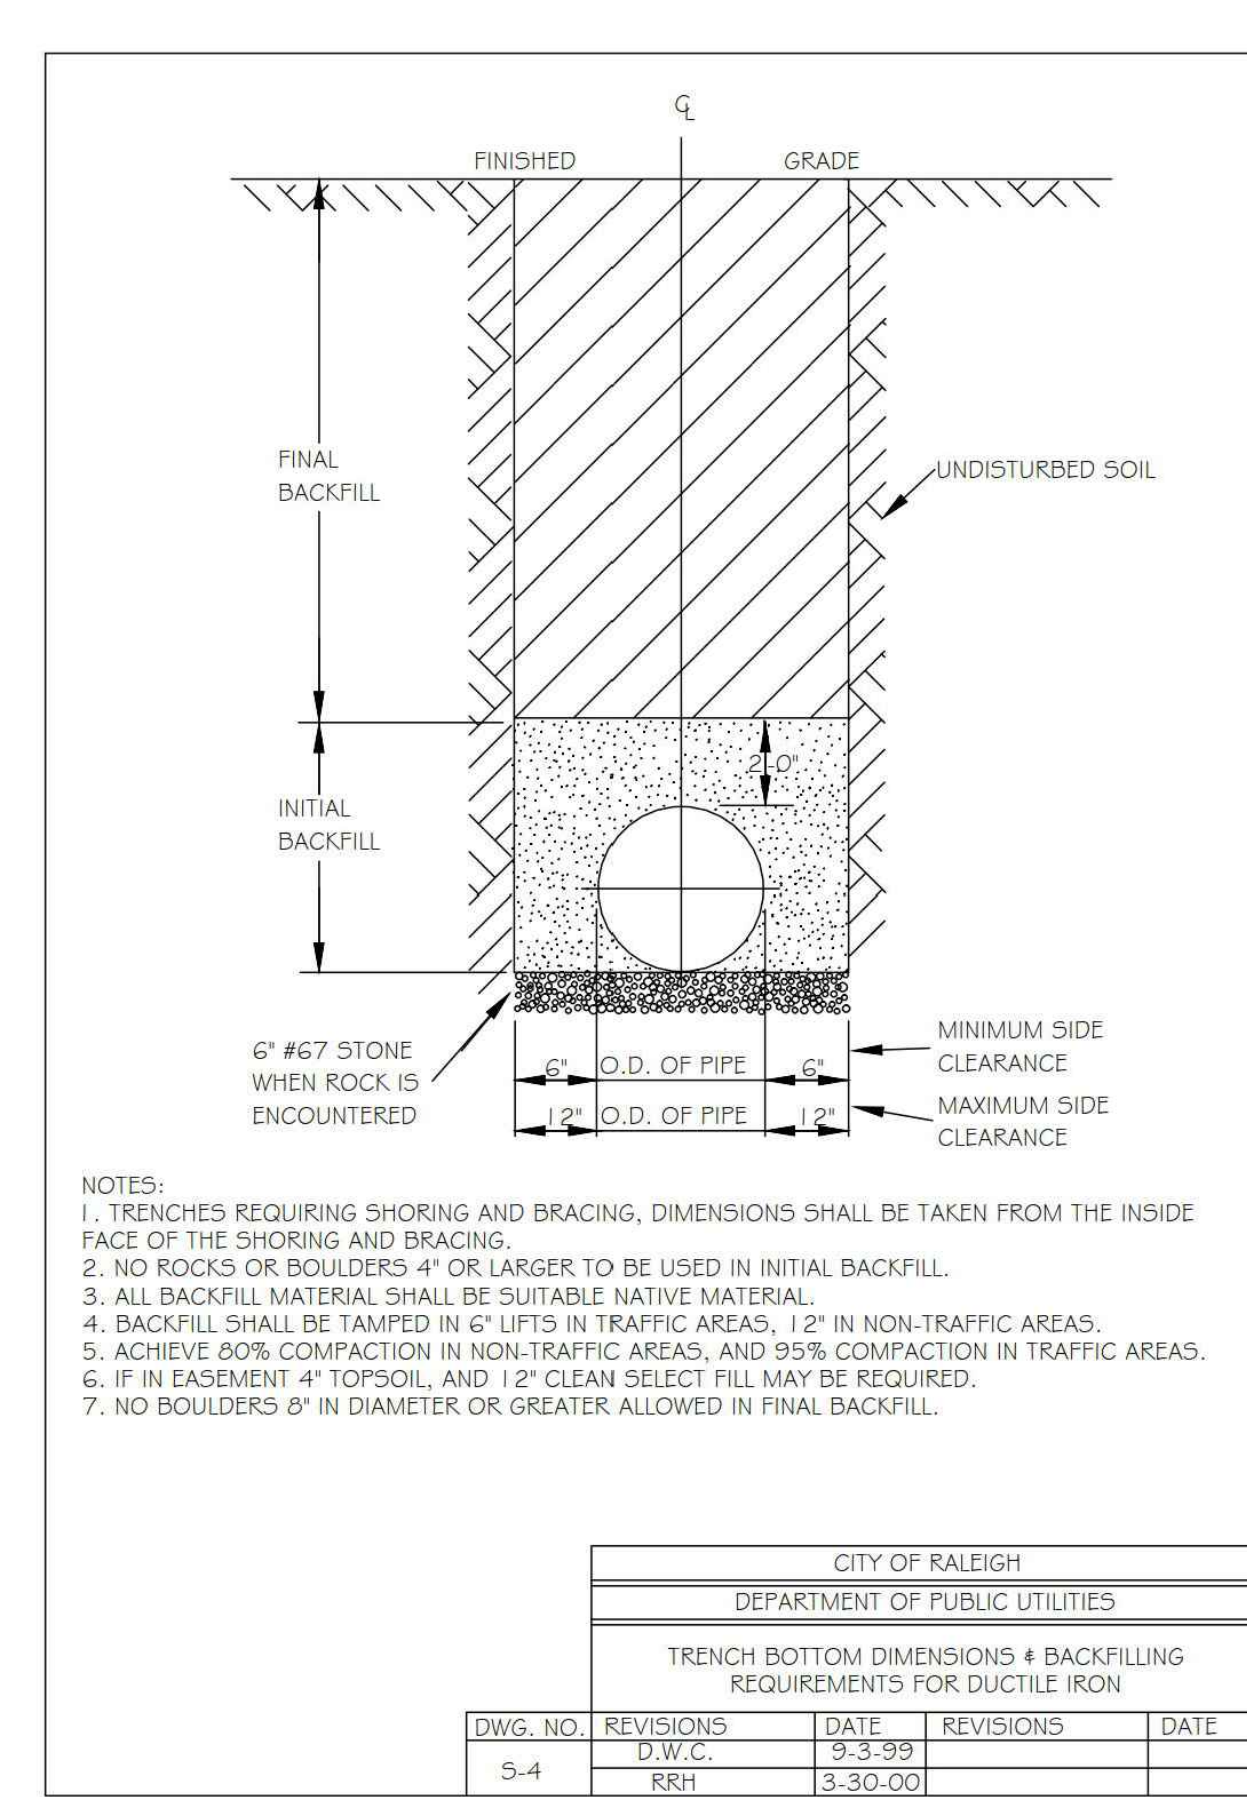 ℄
FINISHED GRADE
FINAL
BACKFILL
UNDISTURBED SOIL
2'-0"
INITIAL
BACKFILL
6" #67 STONE
WHEN ROCK IS
ENCOUNTERED
6" O.D. OF PIPE 6"
12" O.D. OF PIPE 12"
MINIMUM SIDE
CLEARANCE
MAXIMUM SIDE
CLEARANCE
NOTES:
1. TRENCHES REQUIRING SHORING AND BRACING, DIMENSIONS SHALL BE TAKEN FROM THE INSIDE
FACE OF THE SHORING AND BRACING.
2. NO ROCKS OR BOULDERS 4" OR LARGER TO BE USED IN INITIAL BACKFILL.
3. ALL BACKFILL MATERIAL SHALL BE SUITABLE NATIVE MATERIAL.
4. BACKFILL SHALL BE TAMPED IN 6" LIFTS IN TRAFFIC AREAS, 12" IN NON-TRAFFIC AREAS.
5. ACHIEVE 80% COMPACTION IN NON-TRAFFIC AREAS, AND 95% COMPACTION IN TRAFFIC AREAS.
6. IF IN EASEMENT 4" TOPSOIL, AND 12" CLEAN SELECT FILL MAY BE REQUIRED.
7. NO BOULDERS 8" IN DIAMETER OR GREATER ALLOWED IN FINAL BACKFILL.
CITY OF RALEIGH
DEPARTMENT OF PUBLIC UTILITIES
TRENCH BOTTOM DIMENSIONS & BACKFILLING
REQUIREMENTS FOR DUCTILE IRON
DWG. NO. REVISIONS DATE REVISIONS DATE
S-4
D.W.C. 9-3-99
RRH 3-30-00